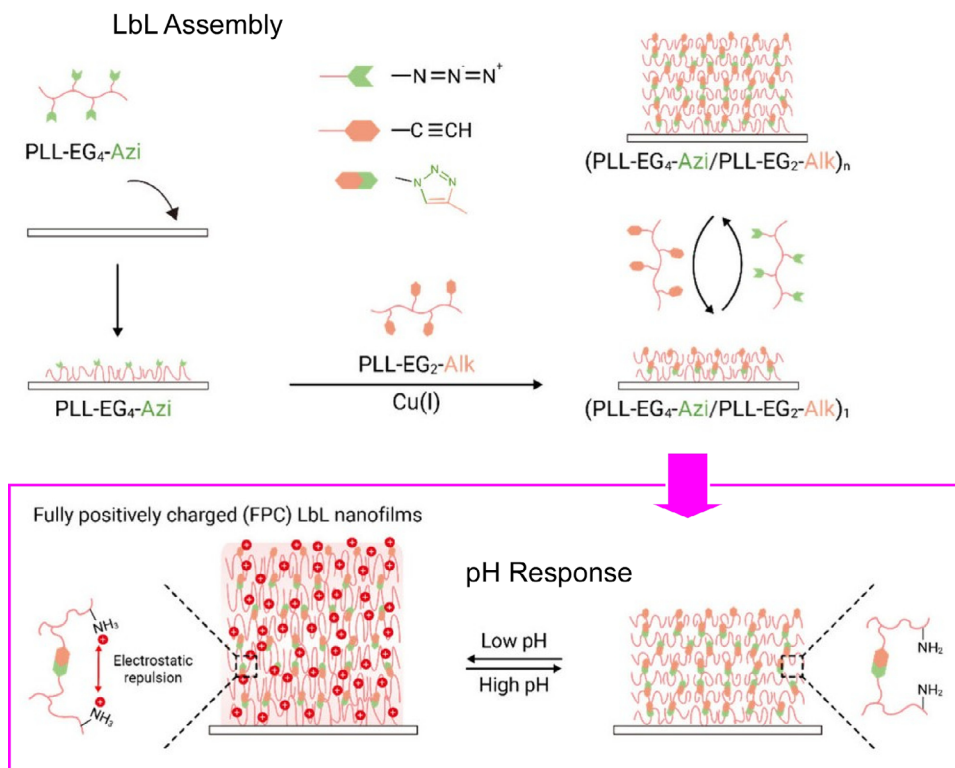 LbL Assembly
PLL-EG₄-Azi
—N=N⁻=N⁺
—C≡CH
N
N
N
(PLL-EG₄-Azi/PLL-EG₂-Alk)ₙ
PLL-EG₂-Alk
Cu(I)
PLL-EG₄-Azi
(PLL-EG₄-Azi/PLL-EG₂-Alk)₁
Fully positively charged (FPC) LbL nanofilms
pH Response
NH₃
+
Electrostatic
repulsion
+
NH₃
Low pH
High pH
NH₂
NH₂